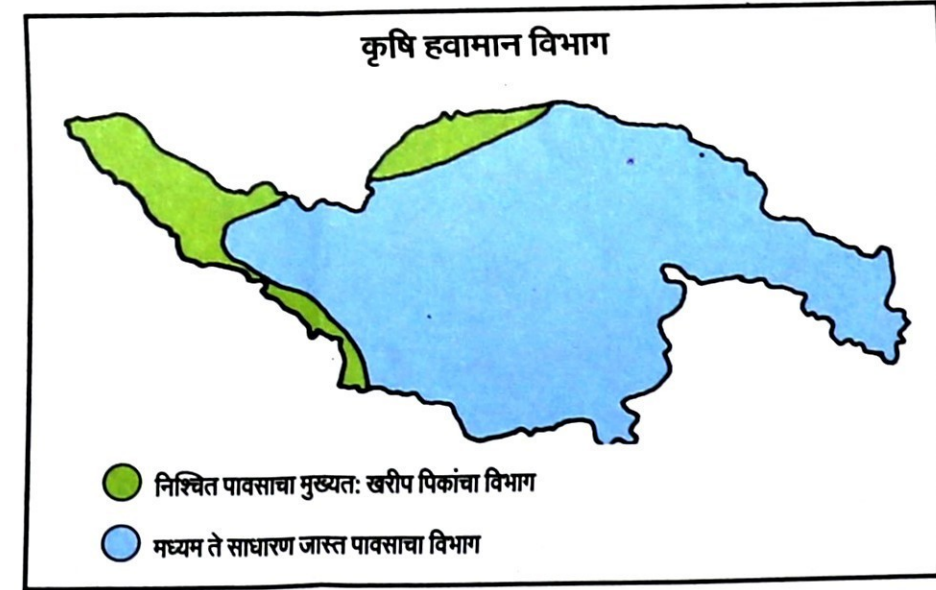 कृषि हवामान विभाग
निश्चित पावसाचा मुख्यत: खरीप पिकांचा विभाग
मध्यम ते साधारण जास्त पावसाचा विभाग